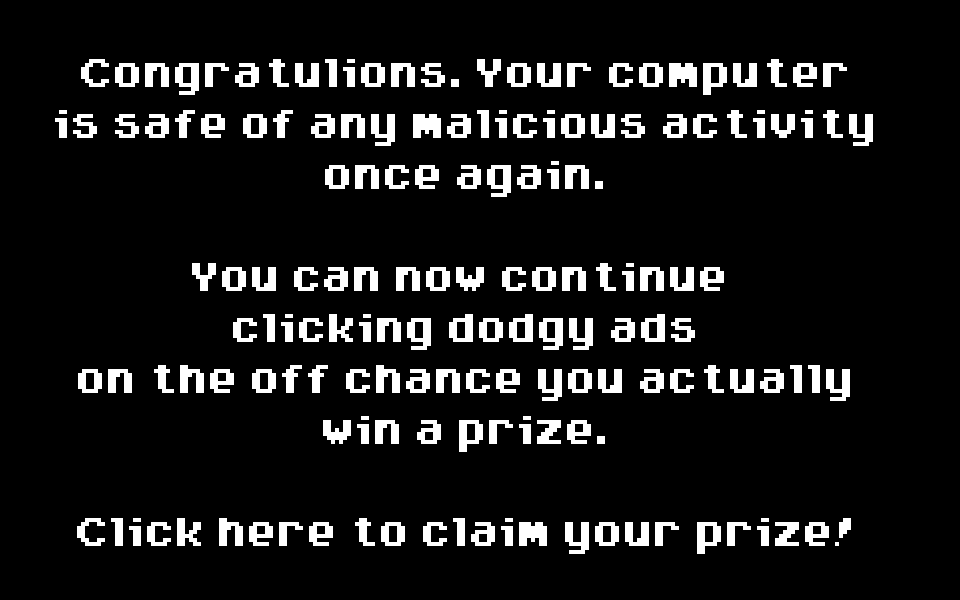 Congratulions. Your computer
is safe of any malicious activity
once again.
You can now continue
clicking dodgy ads
on the off chance you actually
win a prize.
Click here to claim your prize!